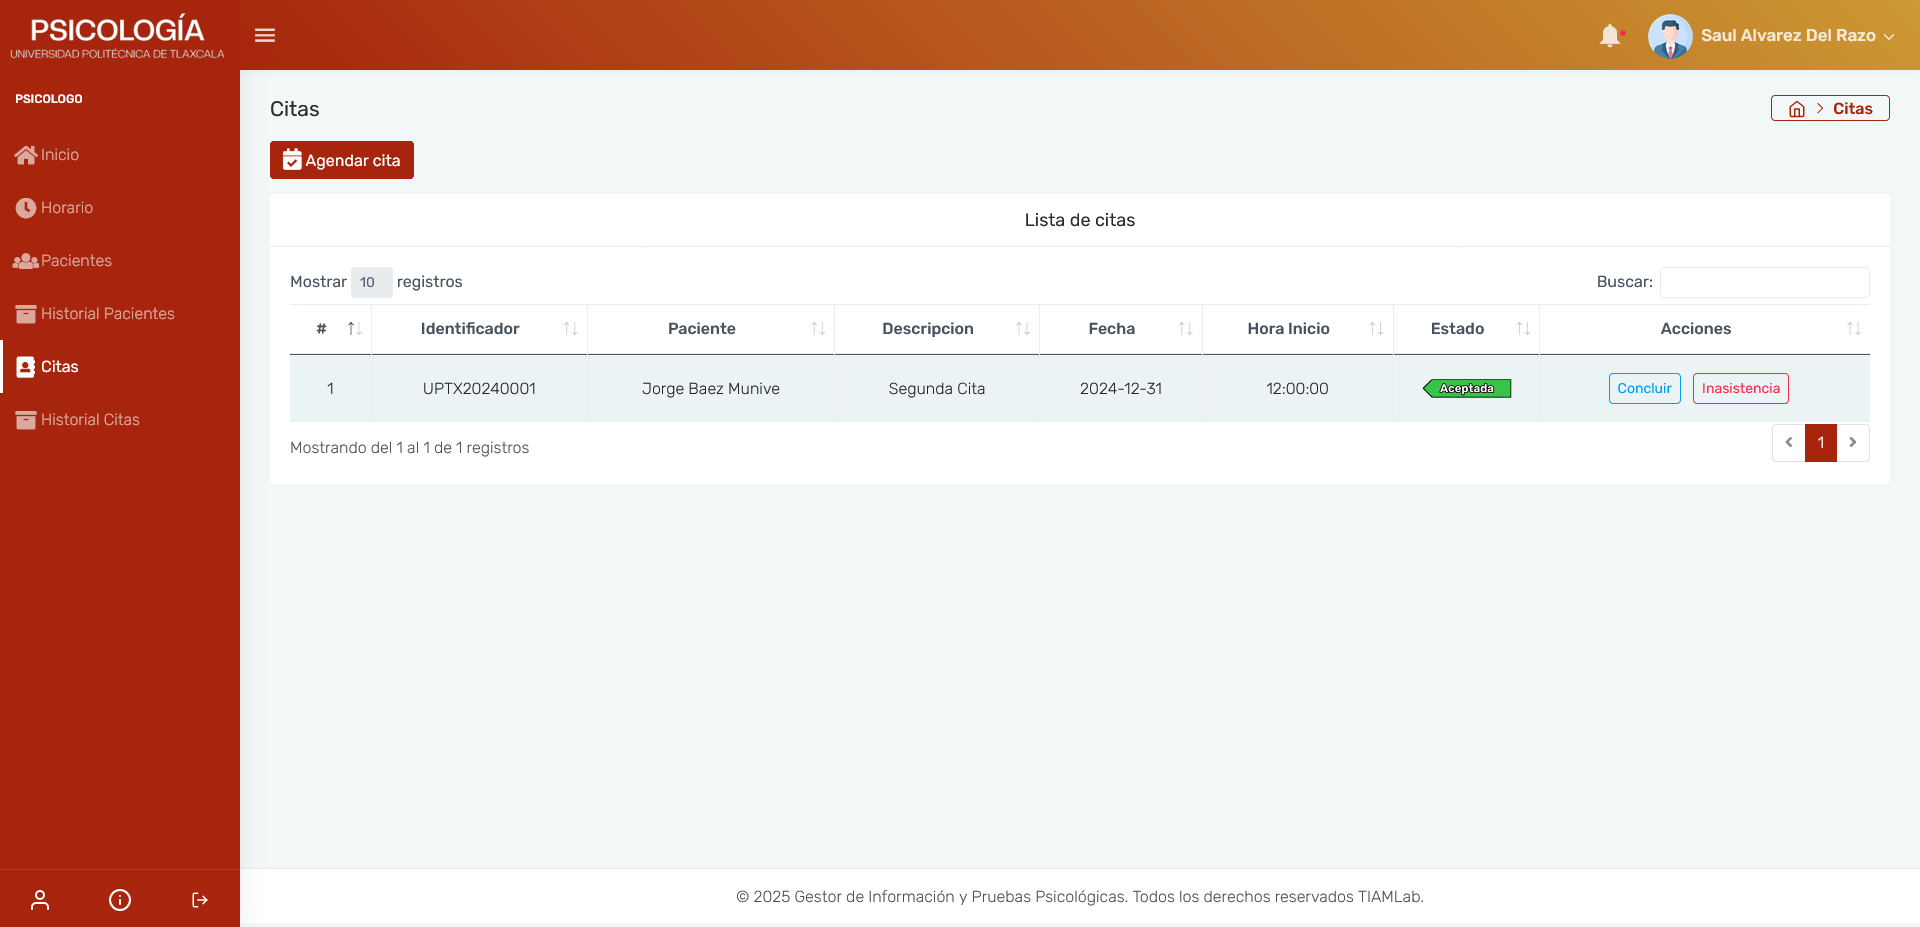 PSICOLOGÍA
UNIVERSIDAD POLITÉCNICA DE TLAXCALA
Saul Alvarez Del Razo
PSICOLOGO
Inicio
Horario
Pacientes
Historial Pacientes
Citas
Historial Citas
Citas
Citas
Agendar cita
Lista de citas
Mostrar 10 registros
Buscar:
# Identificador Paciente Descripcion Fecha Hora Inicio Estado Acciones
1 UPTX20240001 Jorge Baez Munive Segunda Cita 2024-12-31 12:00:00 Aceptada Concluir Inasistencia
Mostrando del 1 al 1 de 1 registros
1
© 2025 Gestor de Información y Pruebas Psicológicas. Todos los derechos reservados TIAMLab.